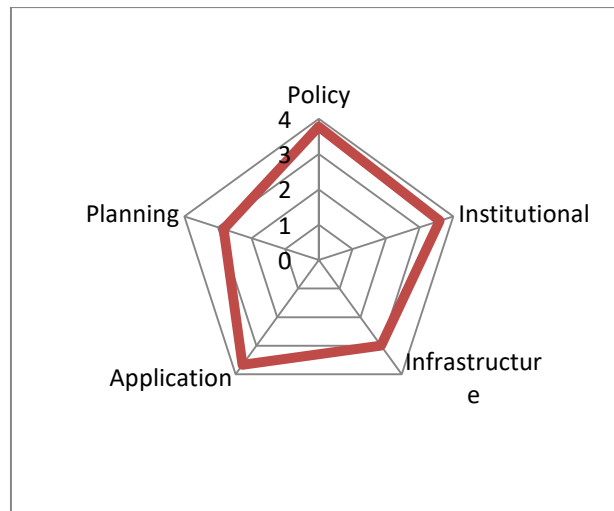 Policy
4
3
2
1
0
Planning
Institutional
Application
Infrastructur
e